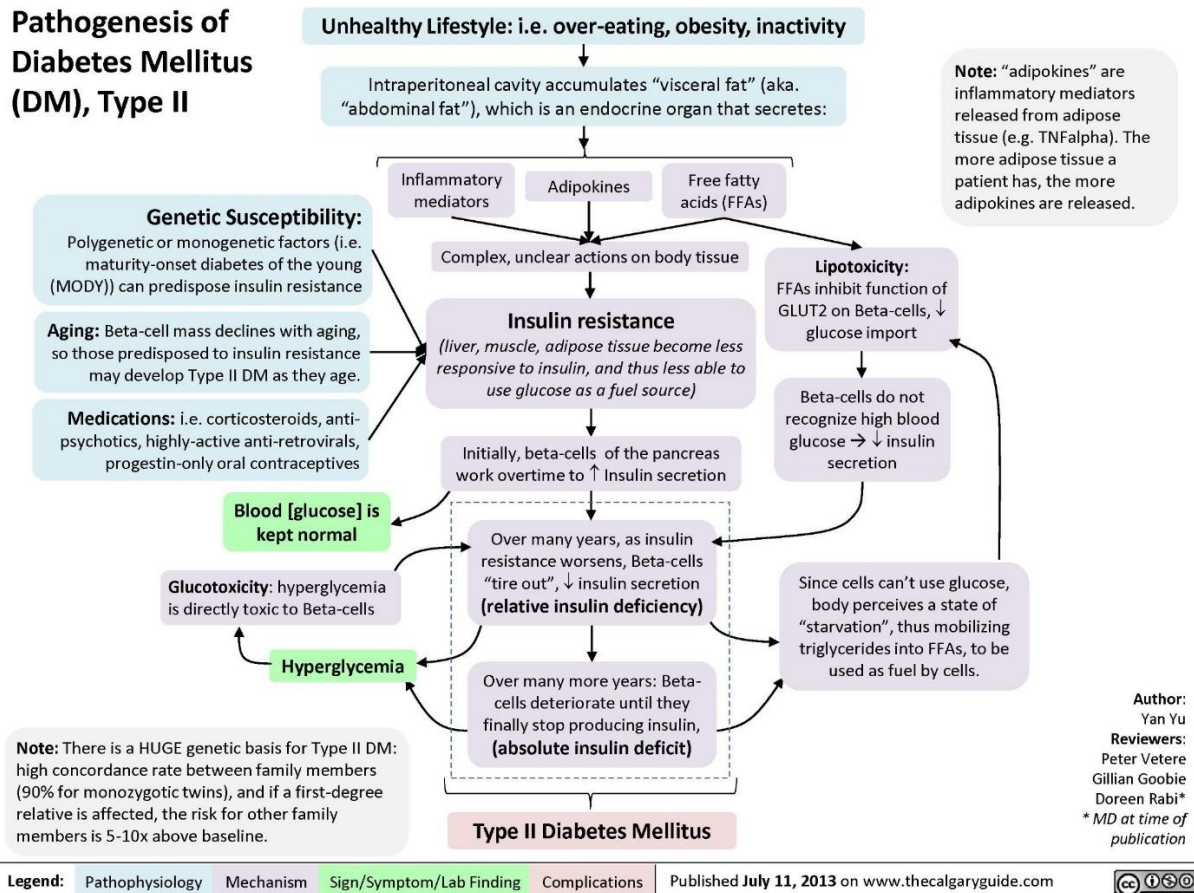 Pathogenesis of
Diabetes Mellitus
(DM), Type II
Unhealthy Lifestyle: i.e. over-eating, obesity, inactivity
Intraperitoneal cavity accumulates “visceral fat” (aka.
“abdominal fat”), which is an endocrine organ that secretes:
Note: “adipokines” are
inflammatory mediators
released from adipose
tissue (e.g. TNFalpha). The
more adipose tissue a
patient has, the more
adipokines are released.
Inflammatory
mediators
Adipokines
Free fatty
acids (FFAs)
Genetic Susceptibility:
Polygenetic or monogenetic factors (i.e.
maturity-onset diabetes of the young
(MODY)) can predispose insulin resistance
Complex, unclear actions on body tissue
Lipotoxicity:
FFAs inhibit function of
GLUT2 on Beta-cells, ↓
glucose import
Aging: Beta-cell mass declines with aging,
so those predisposed to insulin resistance
may develop Type II DM as they age.
Insulin resistance
(liver, muscle, adipose tissue become less
responsive to insulin, and thus less able to
use glucose as a fuel source)
Medications: i.e. corticosteroids, anti-
psychotics, highly-active anti-retrovirals,
progestin-only oral contraceptives
Beta-cells do not
recognize high blood
glucose → ↓ insulin
secretion
Initially, beta-cells of the pancreas
work overtime to ↑ Insulin secretion
Blood [glucose] is
kept normal
Over many years, as insulin
resistance worsens, Beta-cells
“tire out”, ↓ insulin secretion
(relative insulin deficiency)
Glucotoxicity: hyperglycemia
is directly toxic to Beta-cells
Since cells can’t use glucose,
body perceives a state of
“starvation”, thus mobilizing
triglycerides into FFAs, to be
used as fuel by cells.
Hyperglycemia
Over many more years: Beta-
cells deteriorate until they
finally stop producing insulin,
(absolute insulin deficit)
Note: There is a HUGE genetic basis for Type II DM:
high concordance rate between family members
(90% for monozygotic twins), and if a first-degree
relative is affected, the risk for other family
members is 5-10x above baseline.
Type II Diabetes Mellitus
Author:
Yan Yu
Reviewers:
Peter Vetere
Gillian Goobie
Doreen Rabi*
* MD at time of
publication
Legend: Pathophysiology Mechanism Sign/Symptom/Lab Finding Complications Published July 11, 2013 on www.thecalgaryguide.com